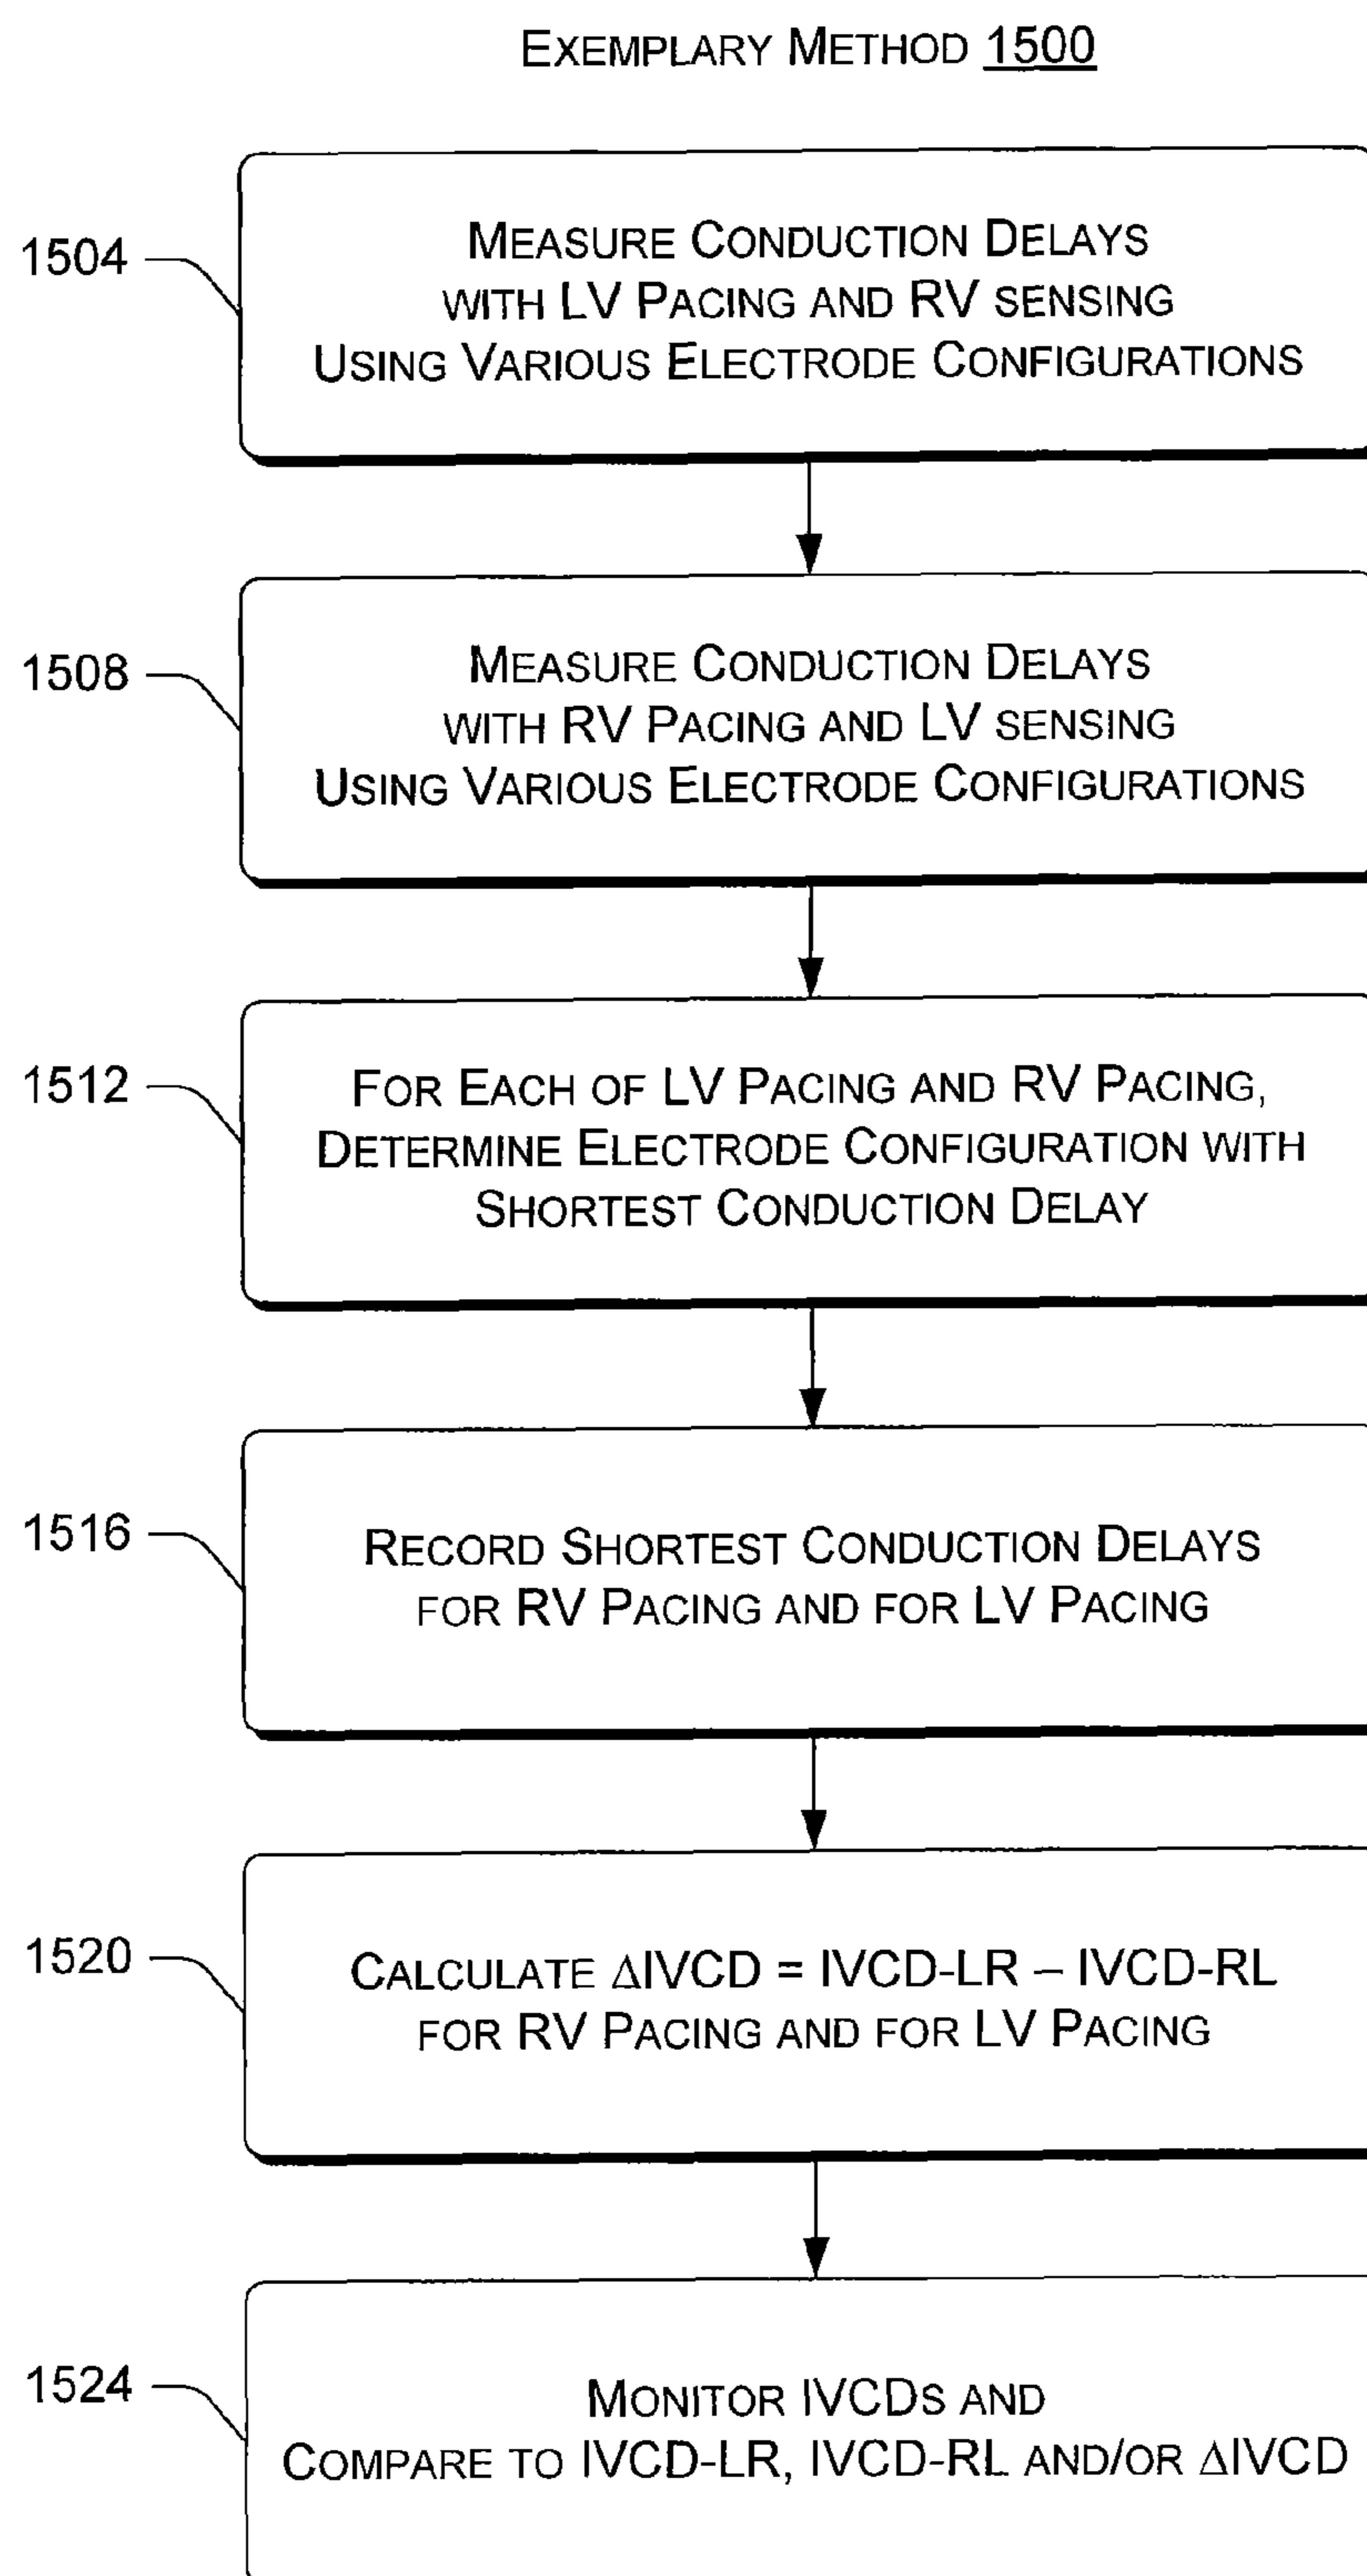 EXEMPLARY METHOD 1500
1504
MEASURE CONDUCTION DELAYS
WITH LV PACING AND RV SENSING
USING VARIOUS ELECTRODE CONFIGURATIONS
1508
MEASURE CONDUCTION DELAYS
WITH RV PACING AND LV SENSING
USING VARIOUS ELECTRODE CONFIGURATIONS
1512
FOR EACH OF LV PACING AND RV PACING,
DETERMINE ELECTRODE CONFIGURATION WITH
SHORTEST CONDUCTION DELAY
1516
RECORD SHORTEST CONDUCTION DELAYS
FOR RV PACING AND FOR LV PACING
1520
CALCULATE ΔIVCD = IVCD-LR – IVCD-RL
FOR RV PACING AND FOR LV PACING
1524
MONITOR IVCDS AND
COMPARE TO IVCD-LR, IVCD-RL AND/OR ΔIVCD